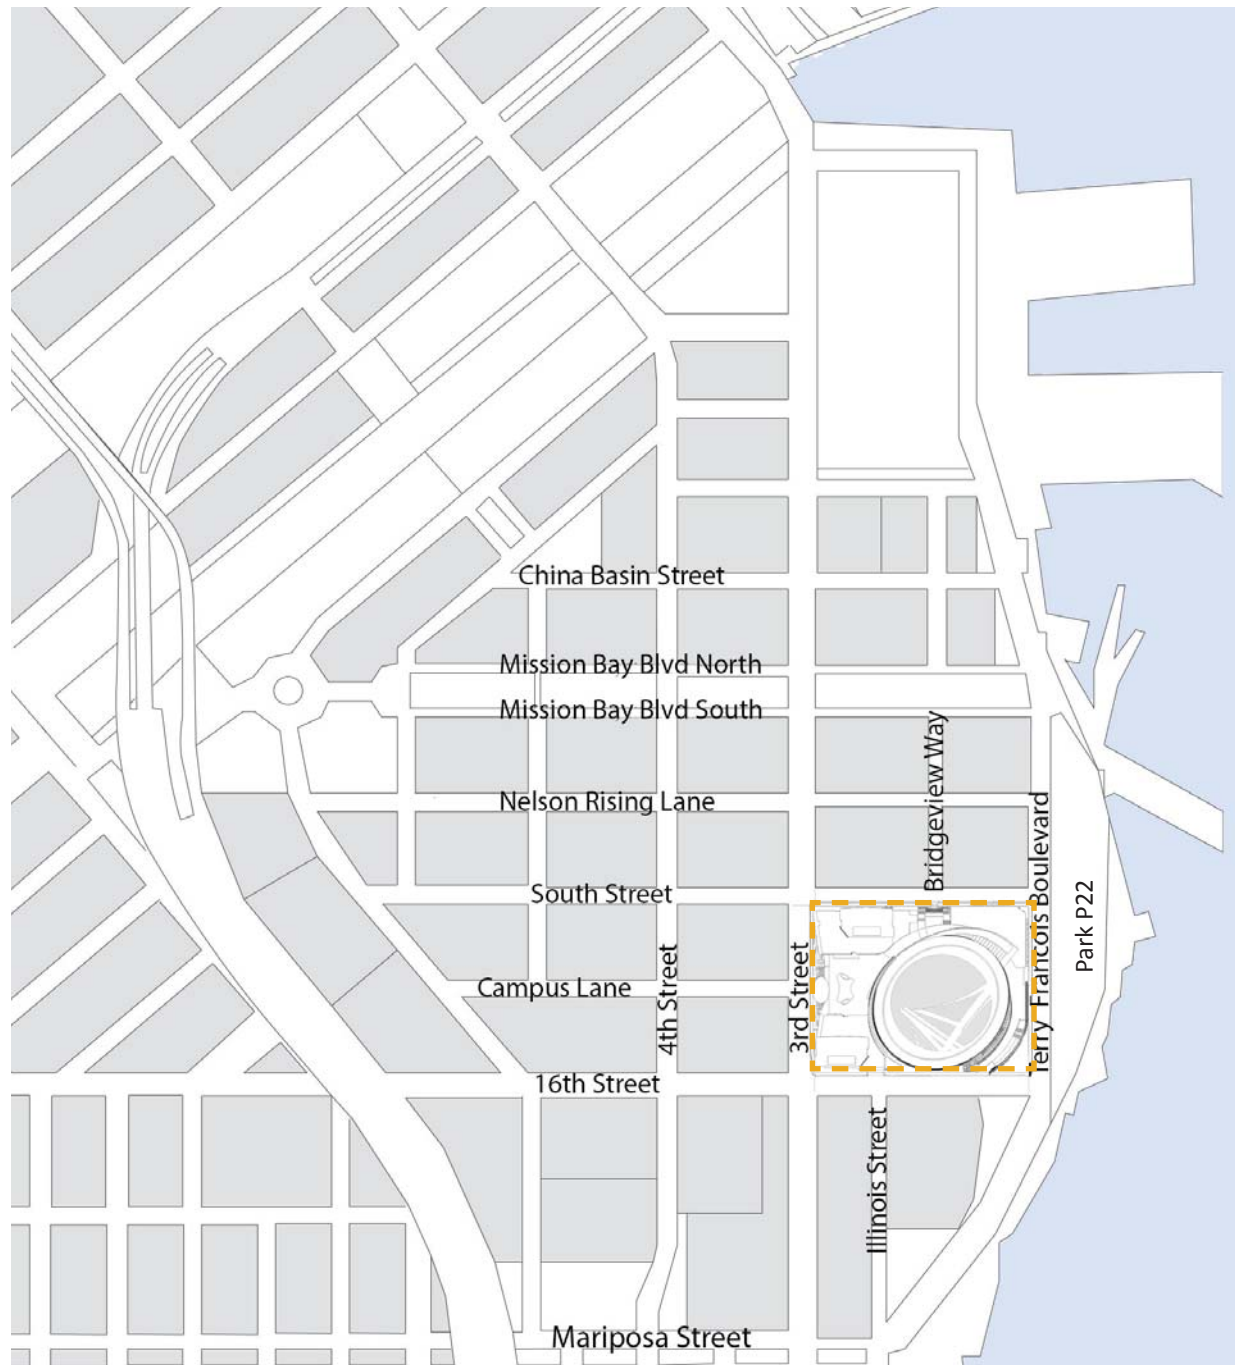 China Basin Street
Mission Bay Blvd North
Mission Bay Blvd South
Bridgeview Way
Nelson Rising Lane
Terry Francois Boulevard
South Street
Park P22
4th Street
3rd Street
Campus Lane
16th Street
Illinois Street
Mariposa Street